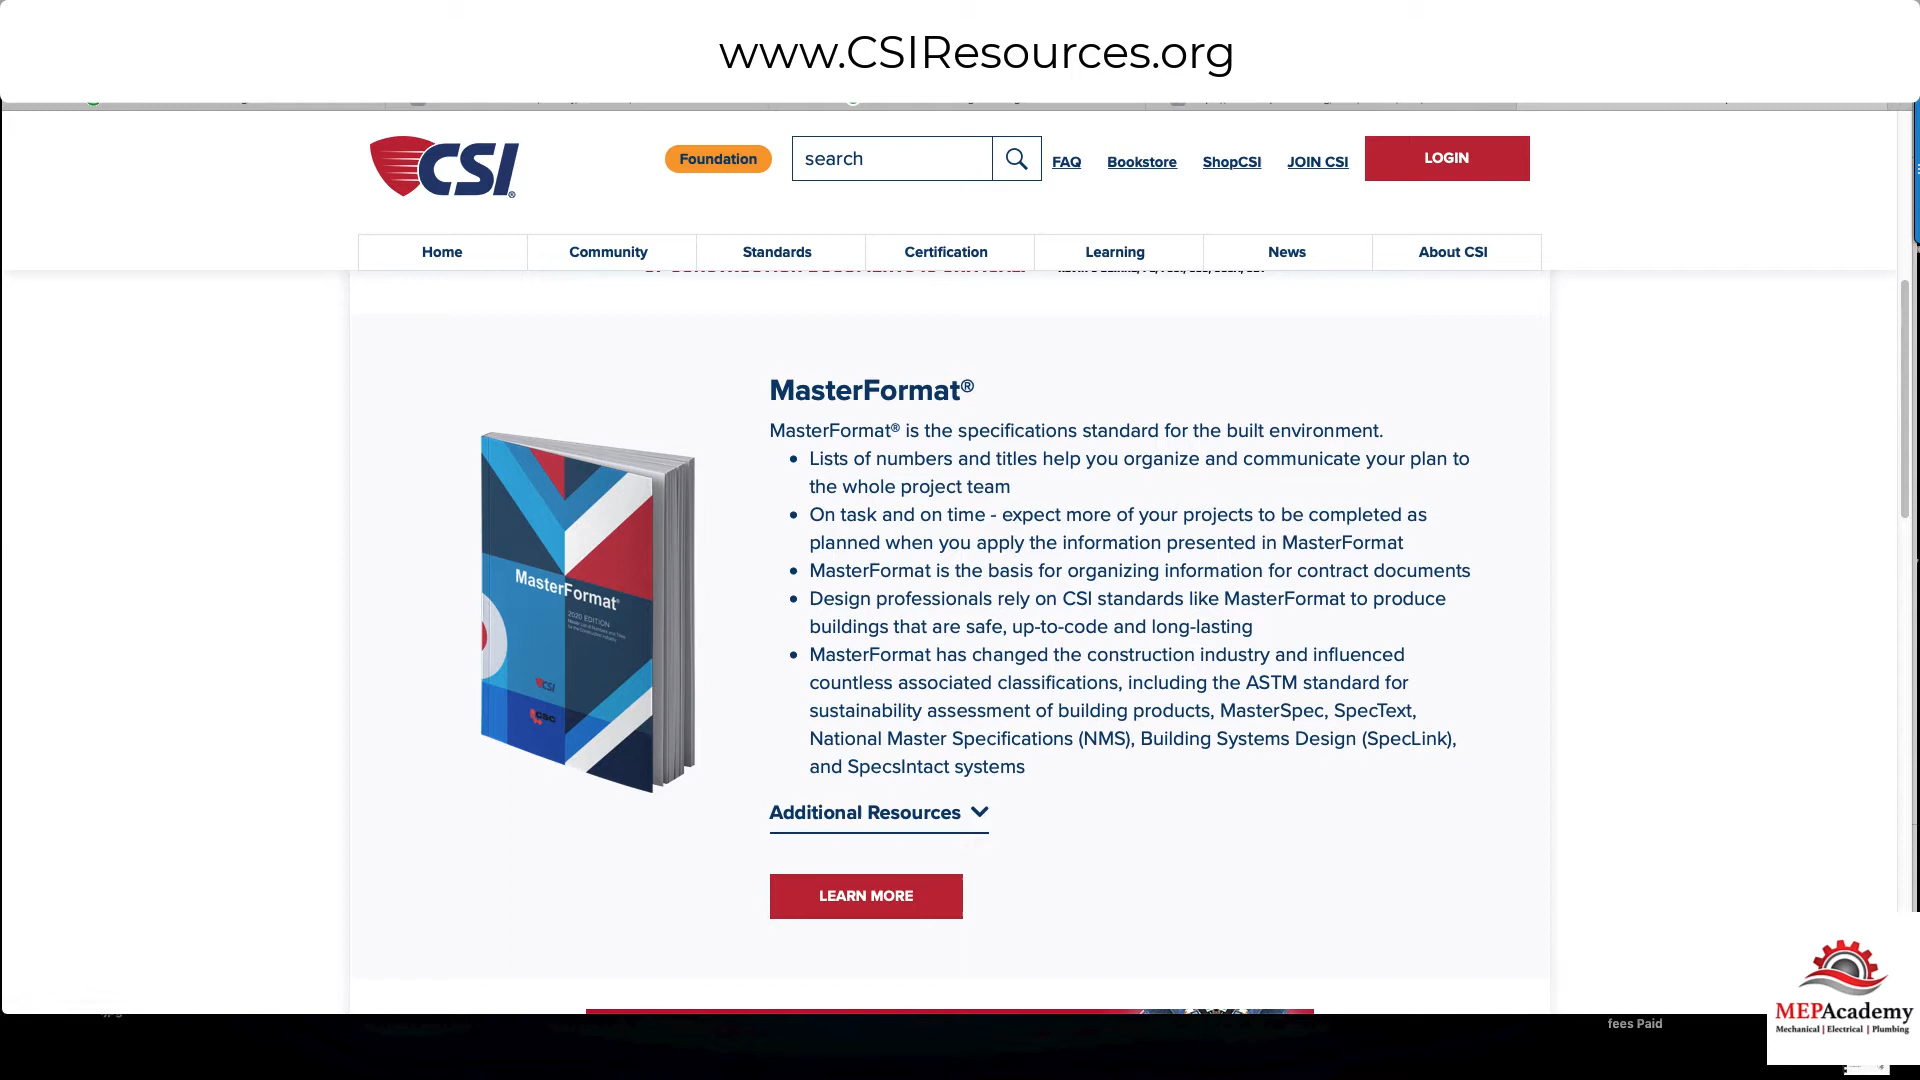 www.CSIResources.org
CSI
Foundation
search
FAQ
Bookstore
ShopCSI
JOIN CSI
LOGIN
Home
Community
Standards
Certification
Learning
News
About CSI
MasterFormat®
MasterFormat® is the specifications standard for the built environment.
• Lists of numbers and titles help you organize and communicate your plan to
the whole project team
• On task and on time - expect more of your projects to be completed as
planned when you apply the information presented in MasterFormat
• MasterFormat is the basis for organizing information for contract documents
• Design professionals rely on CSI standards like MasterFormat to produce
buildings that are safe, up-to-code and long-lasting
• MasterFormat has changed the construction industry and influenced
countless associated classifications, including the ASTM standard for
sustainability assessment of building products, MasterSpec, SpecText,
National Master Specifications (NMS), Building Systems Design (SpecLink),
and SpecsIntact systems
MasterFormat®
2020 EDITION
CSI
CSC
Additional Resources
LEARN MORE
fees Paid
MEPAcademy
Mechanical | Electrical | Plumbing